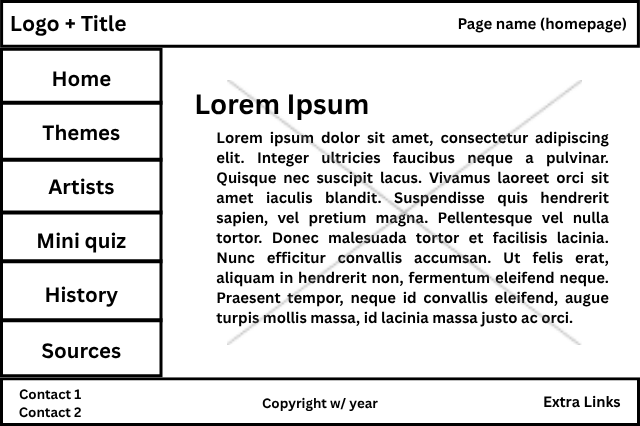 Logo + Title
Page name (homepage)
Home
Themes
Artists
Mini quiz
History
Sources
Lorem Ipsum
Lorem ipsum dolor sit amet, consectetur adipiscing
elit. Integer ultricies faucibus neque a pulvinar.
Quisque nec suscipit lacus. Vivamus laoreet orci sit
amet iaculis blandit. Suspendisse quis hendrerit
sapien, vel pretium magna. Pellentesque vel nulla
tortor. Donec malesuada tortor et facilisis lacinia.
Nunc efficitur convallis accumsan. Ut felis erat,
aliquam in hendrerit non, fermentum eleifend neque.
Praesent tempor, neque id convallis eleifend, augue
turpis mollis massa, id lacinia massa justo ac orci.
Contact 1
Contact 2
Copyright w/ year
Extra Links